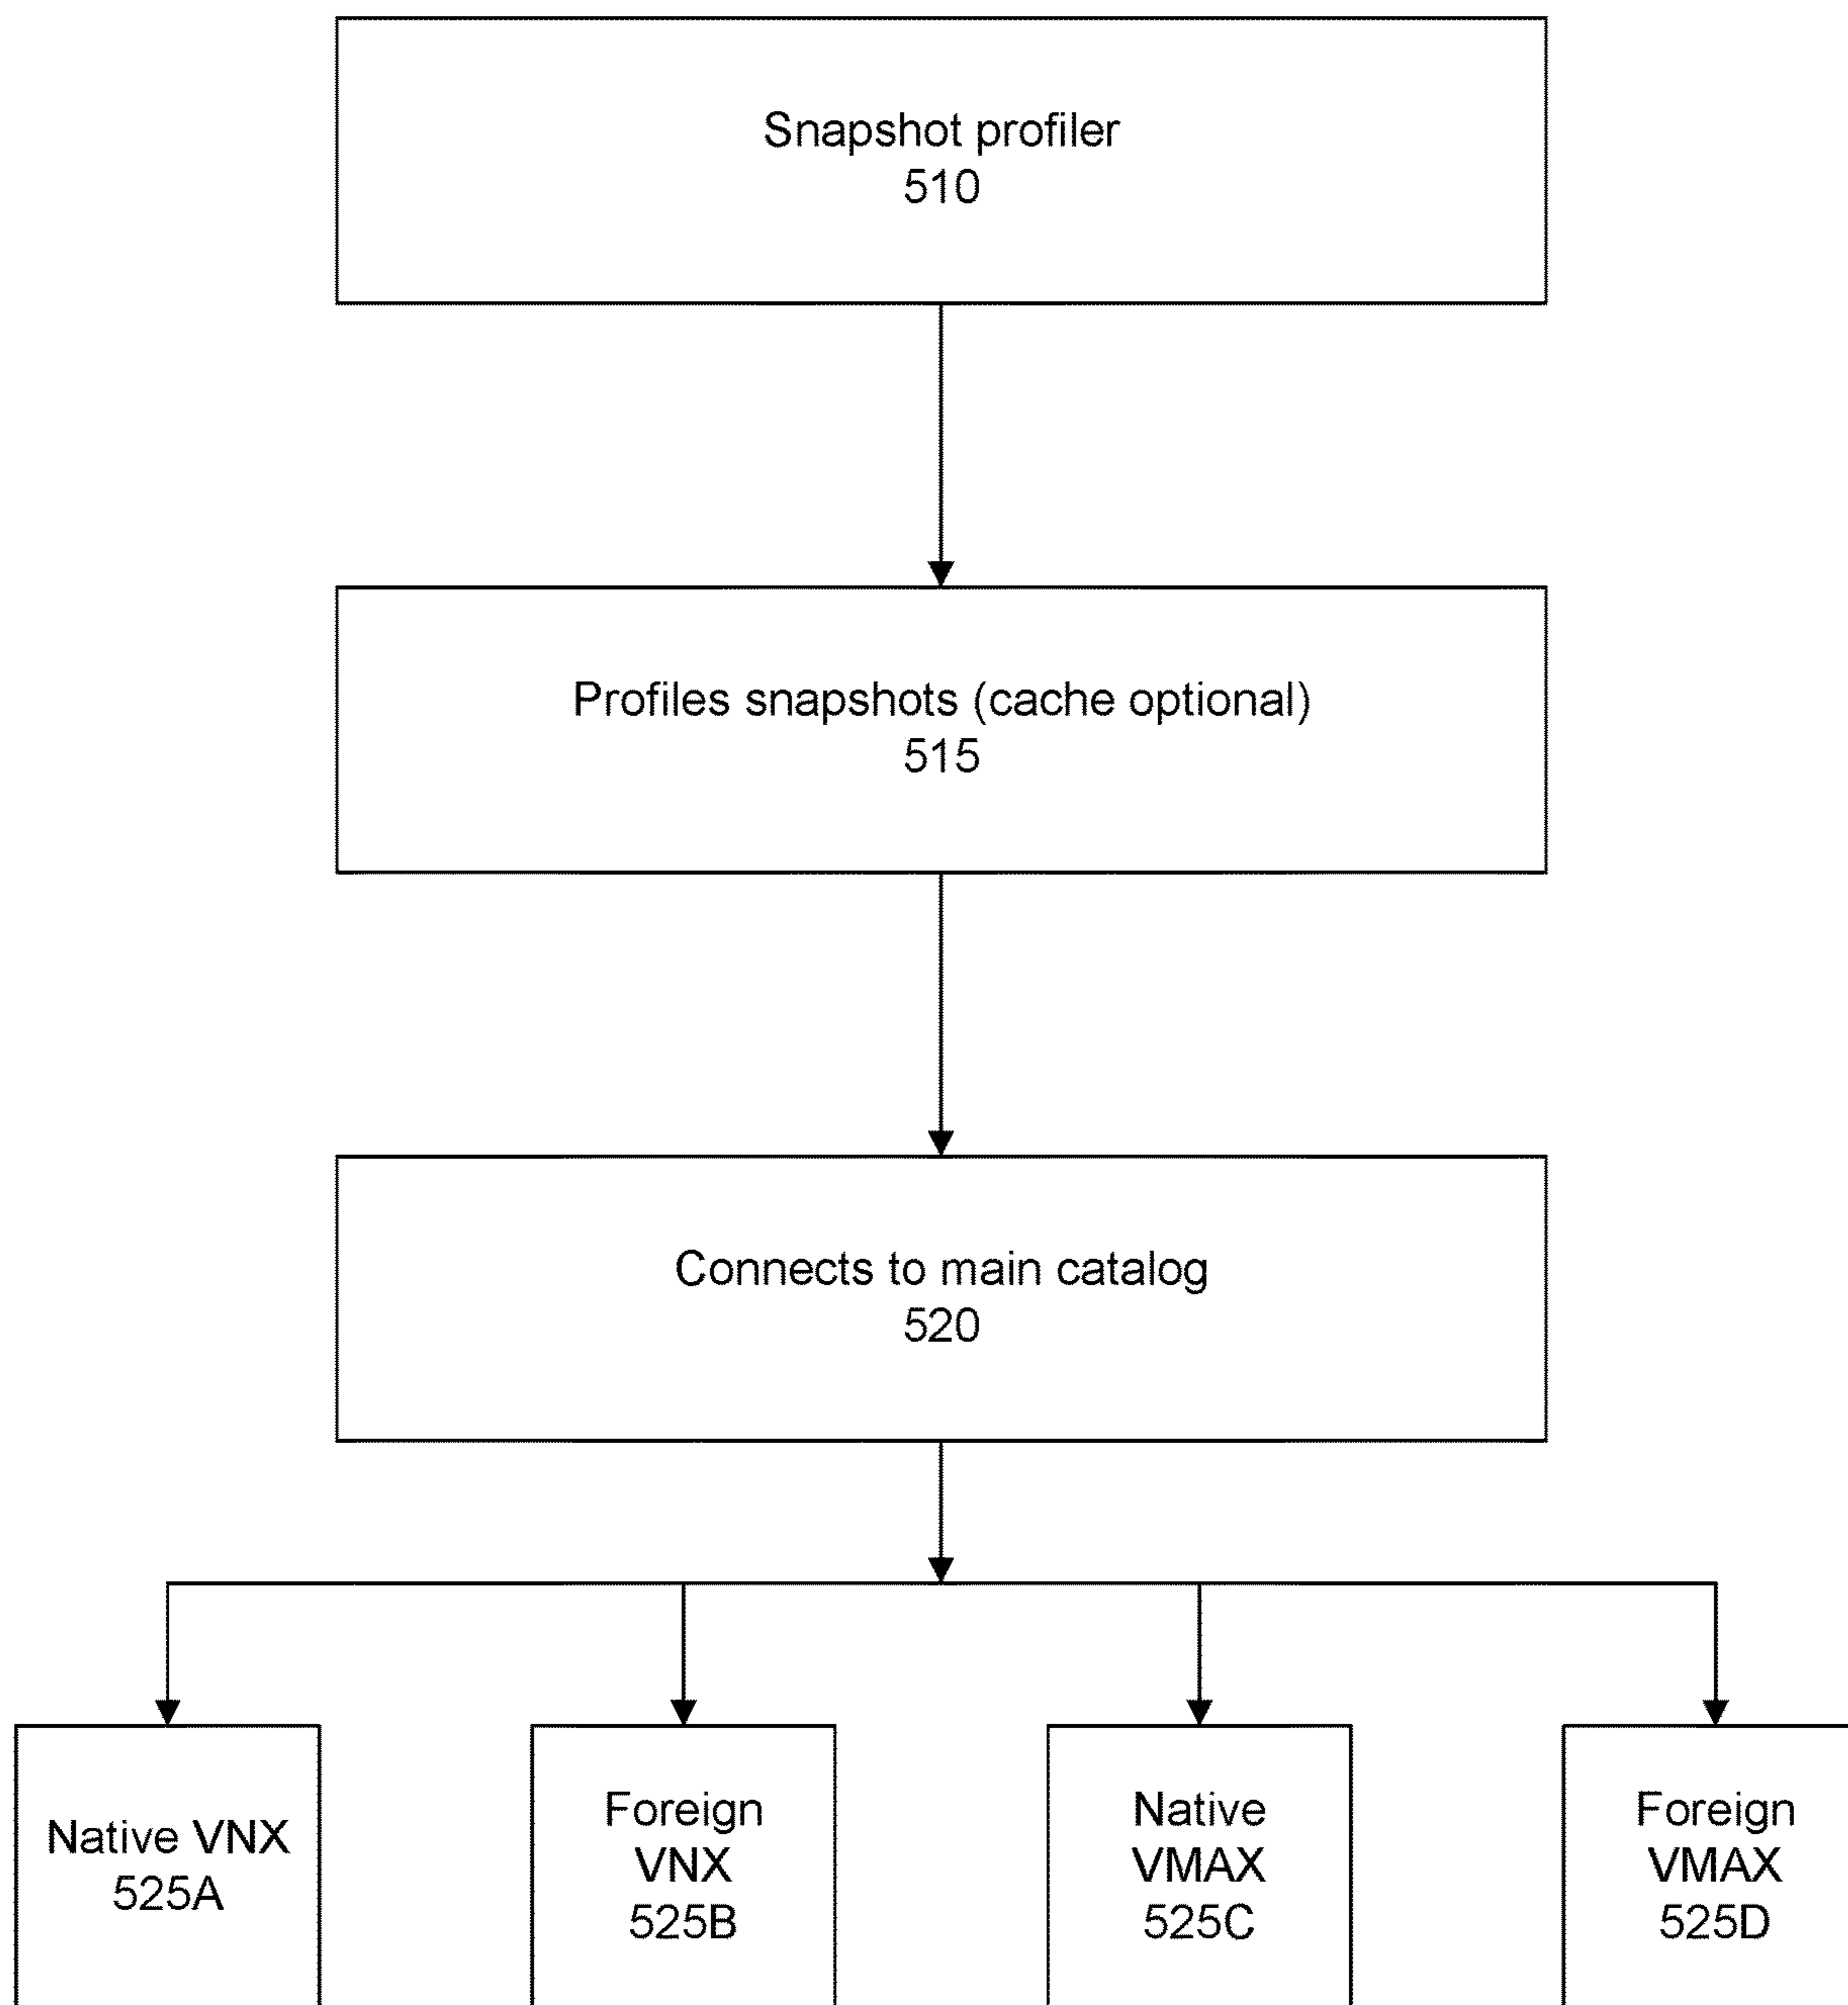 Snapshot profiler
510
Profiles snapshots (cache optional)
515
Connects to main catalog
520
Native VNX
525A
Foreign
VNX
525B
Native
VMAX
525C
Foreign
VMAX
525D